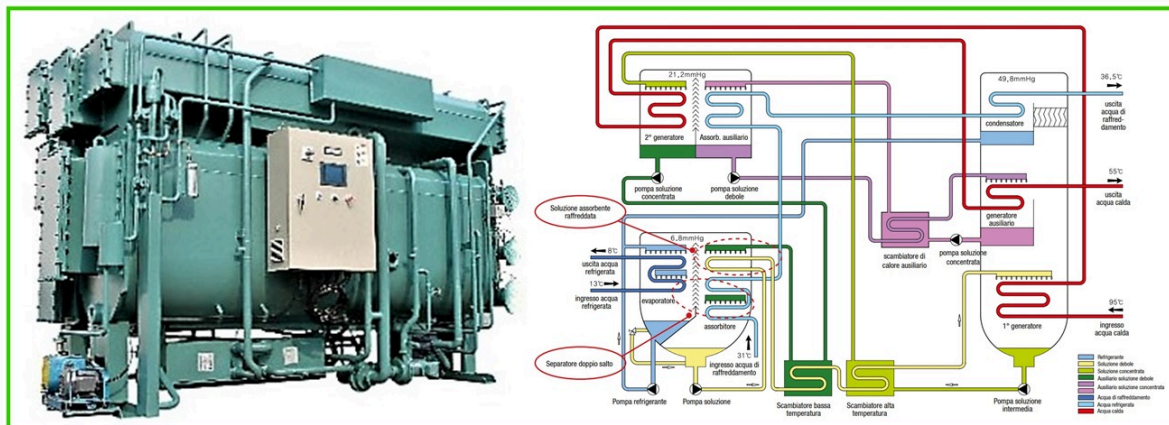 21,2mmHg
2° generatore
Assorb. ausiliario
pompa soluzione
concentrata
pompa soluzione
debole
49,8mmHg
condensatore
36,5℃
uscita
acqua di
raffred-
damento
55℃
uscita
acqua calda
generatore
ausiliario
scambiatore di
calore ausiliario
pompa soluzione
concentrata
Soluzione assorbente
raffreddata
6,8mmHg
8℃
uscita acqua
refrigerata
13℃
ingresso acqua
refrigerata
evaporatore
assorbitore
Separatore doppio salto
31℃
ingresso acqua di
raffreddamento
95℃
ingresso
acqua calda
1° generatore
Pompa refrigerante
Pompa soluzione
Scambiatore bassa
temperatura
Scambiatore alta
temperatura
Pompa soluzione
intermedia
Refrigerante
Soluzione debole
Soluzione concentrata
Ausiliario soluzione debole
Ausiliario soluzione concentrata
Acqua di raffreddamento
Acqua refrigerata
Acqua calda